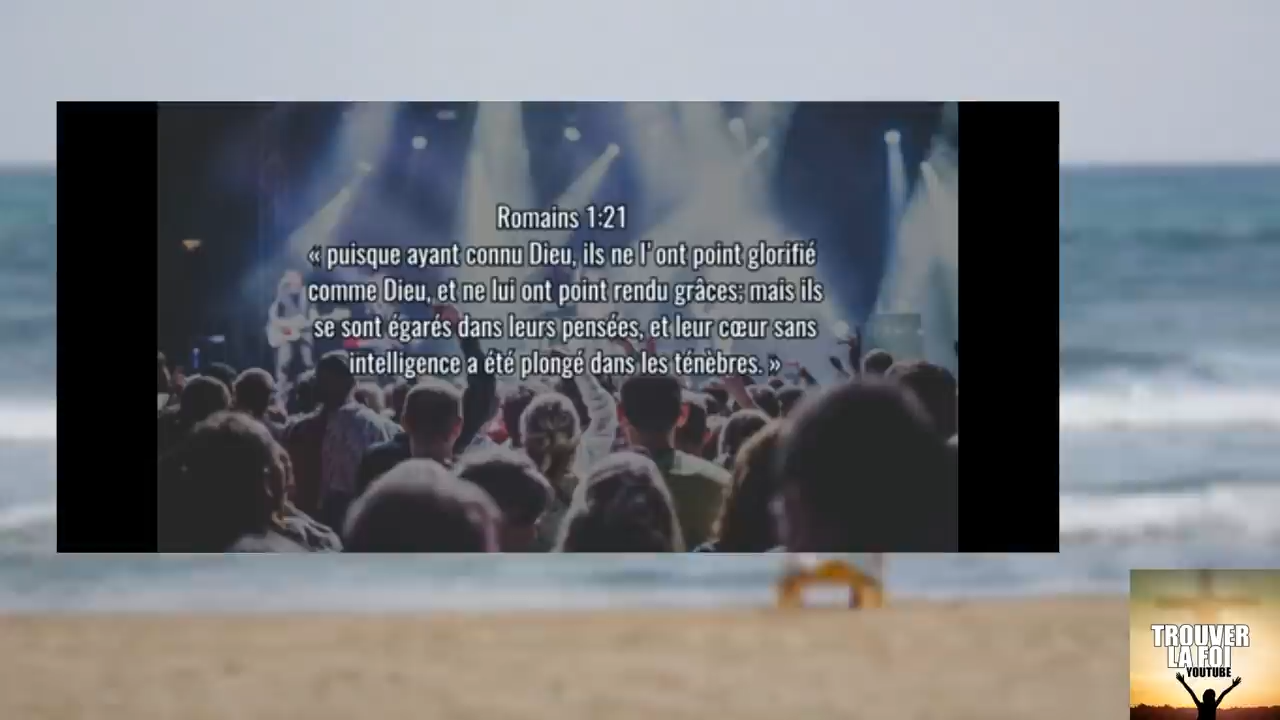 Romains 1:21
« puisque ayant connu Dieu, ils ne l'ont point glorifié
comme Dieu, et ne lui ont point rendu grâces; mais ils
se sont égarés dans leurs pensées, et leur cœur sans
intelligence a été plongé dans les ténèbres. »
TROUVER
LA FOI
YOUTUBE